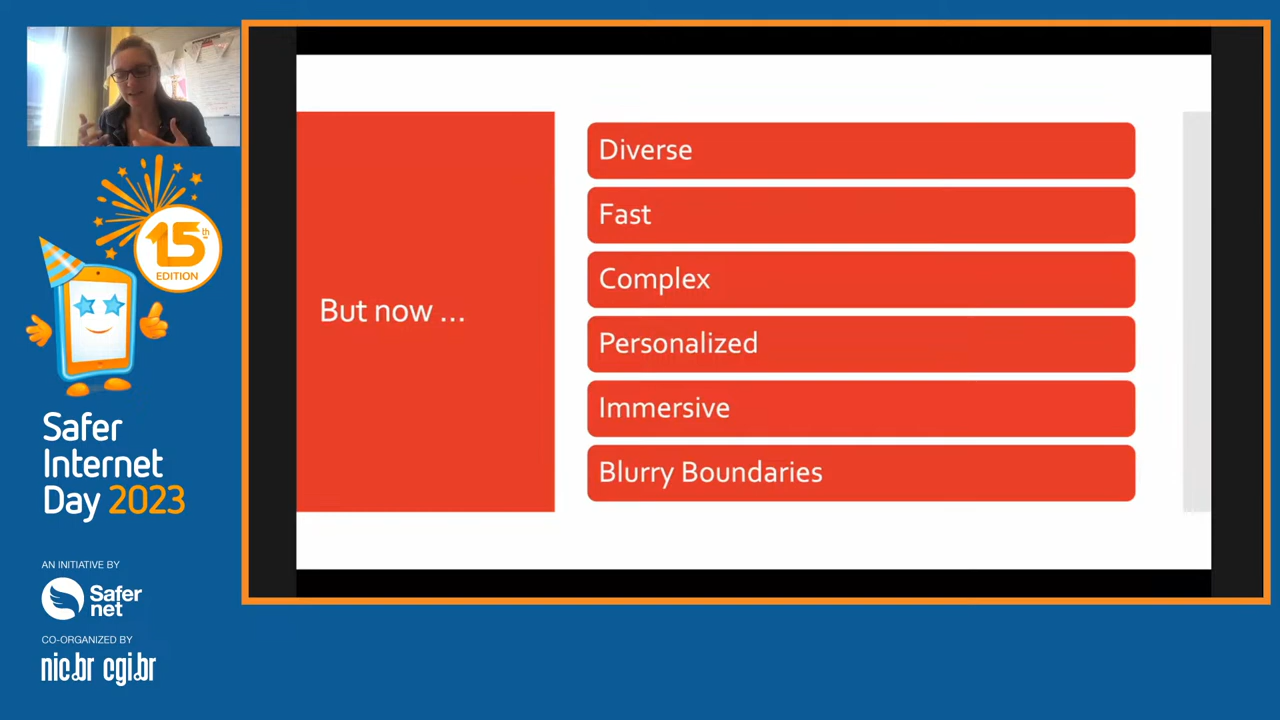 15th
EDITION
Safer
Internet
Day 2023
AN INITIATIVE BY
Safer
net
CO-ORGANIZED BY
nic.br cgi.br
But now ...
Diverse
Fast
Complex
Personalized
Immersive
Blurry Boundaries